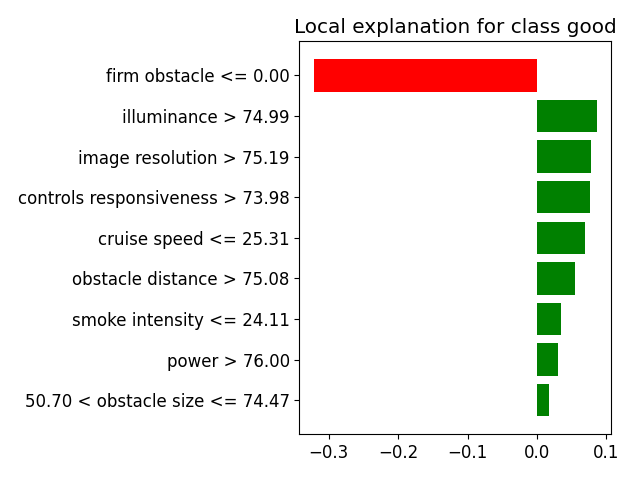 Local explanation for class good
firm obstacle <= 0.00
illuminance > 74.99
image resolution > 75.19
controls responsiveness > 73.98
cruise speed <= 25.31
obstacle distance > 75.08
smoke intensity <= 24.11
power > 76.00
50.70 < obstacle size <= 74.47
−0.3 −0.2 −0.1 0.0 0.1